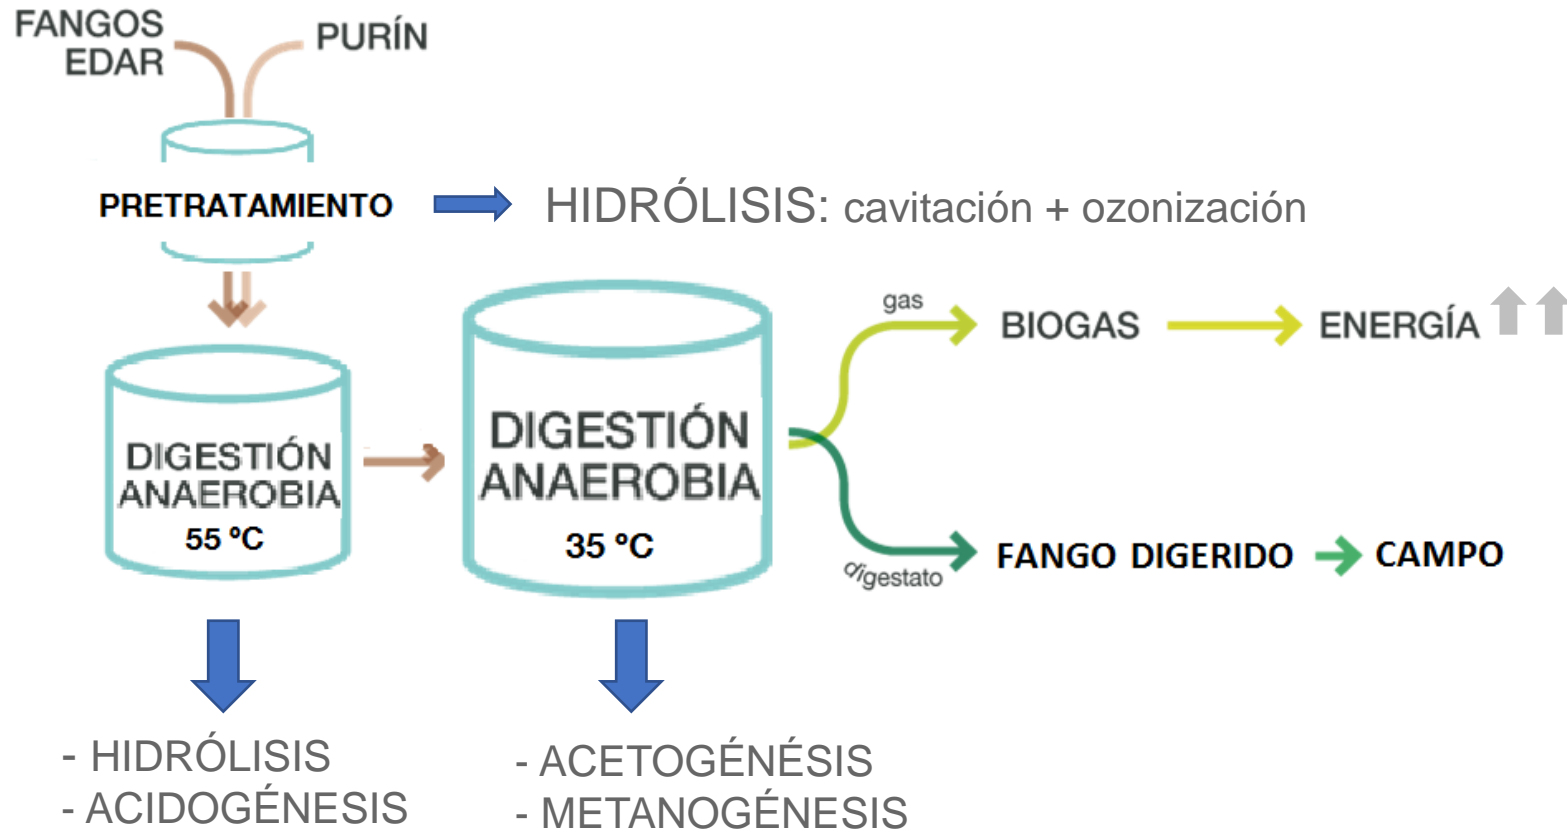 FANGOS
EDAR
PURÍN
PRETRATAMIENTO
HIDRÓLISIS: cavitación + ozonización
DIGESTIÓN
ANAEROBIA
55 ºC
DIGESTIÓN
ANAEROBIA
35 ºC
gas
BIOGAS
ENERGÍA
digestato
FANGO DIGERIDO
CAMPO
- HIDRÓLISIS
- ACIDOGÉNESIS
- ACETOGÉNÉSIS
- METANOGÉNESIS